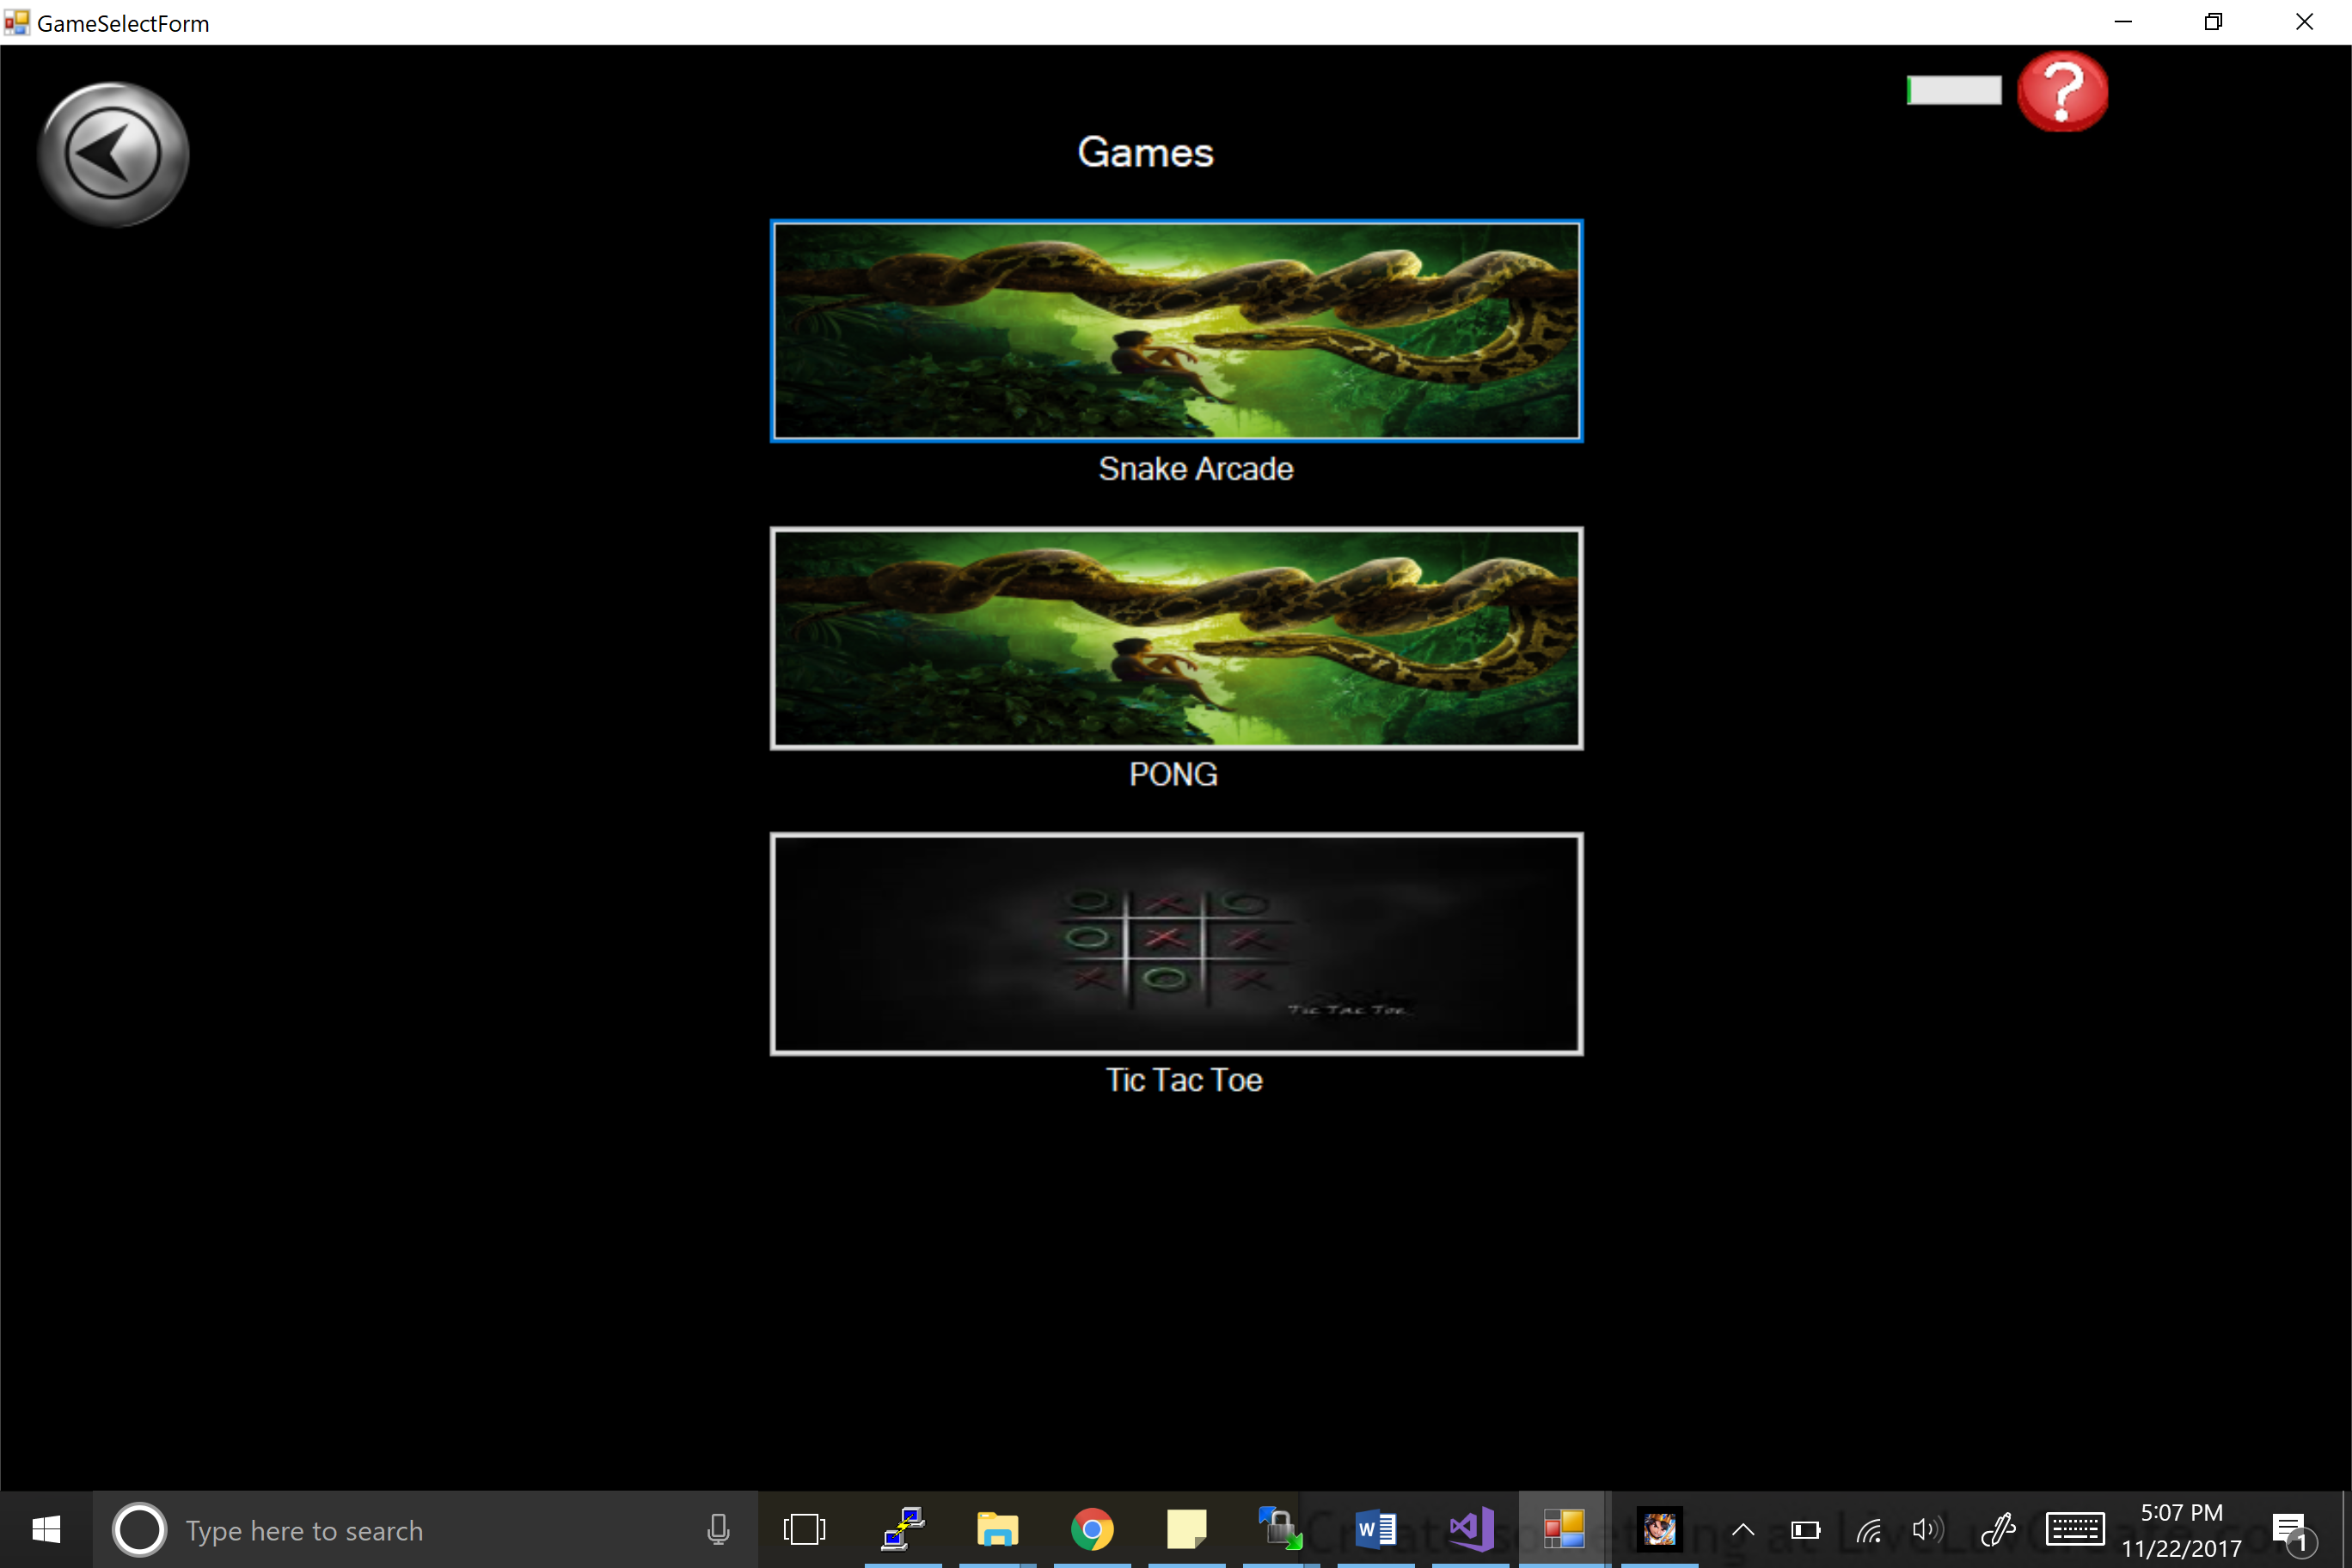 GameSelectForm
?
Games
Snake Arcade
PONG
Tic Tac Toe
Tic Tac Toe
Type here to search
5:07 PM
11/22/2017
1